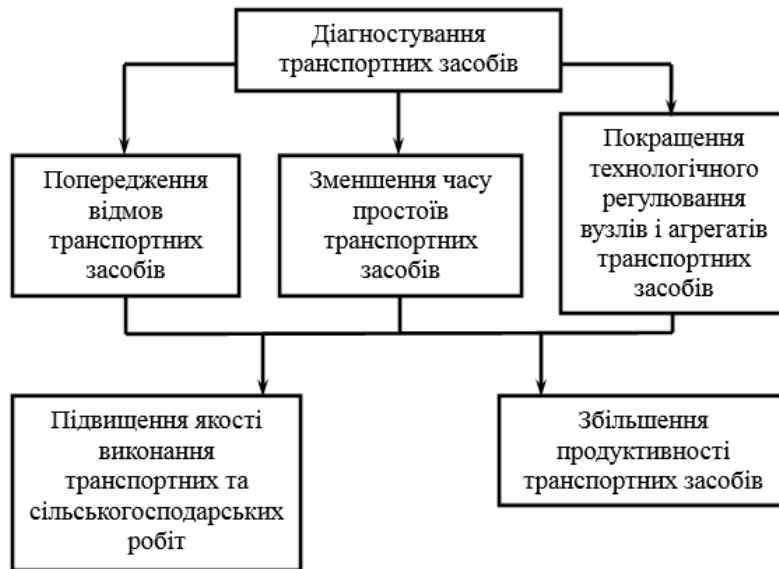 Діагностування
транспортних засобів
Попередження
відмов
транспортних
засобів
Зменшення часу
простоїв
транспортних
засобів
Покращення
технологічного
регулювання
вузлів і агрегатів
транспортних
засобів
Підвищення якості
виконання
транспортних та
сільськогосподарських
робіт
Збільшення
продуктивності
транспортних засобів